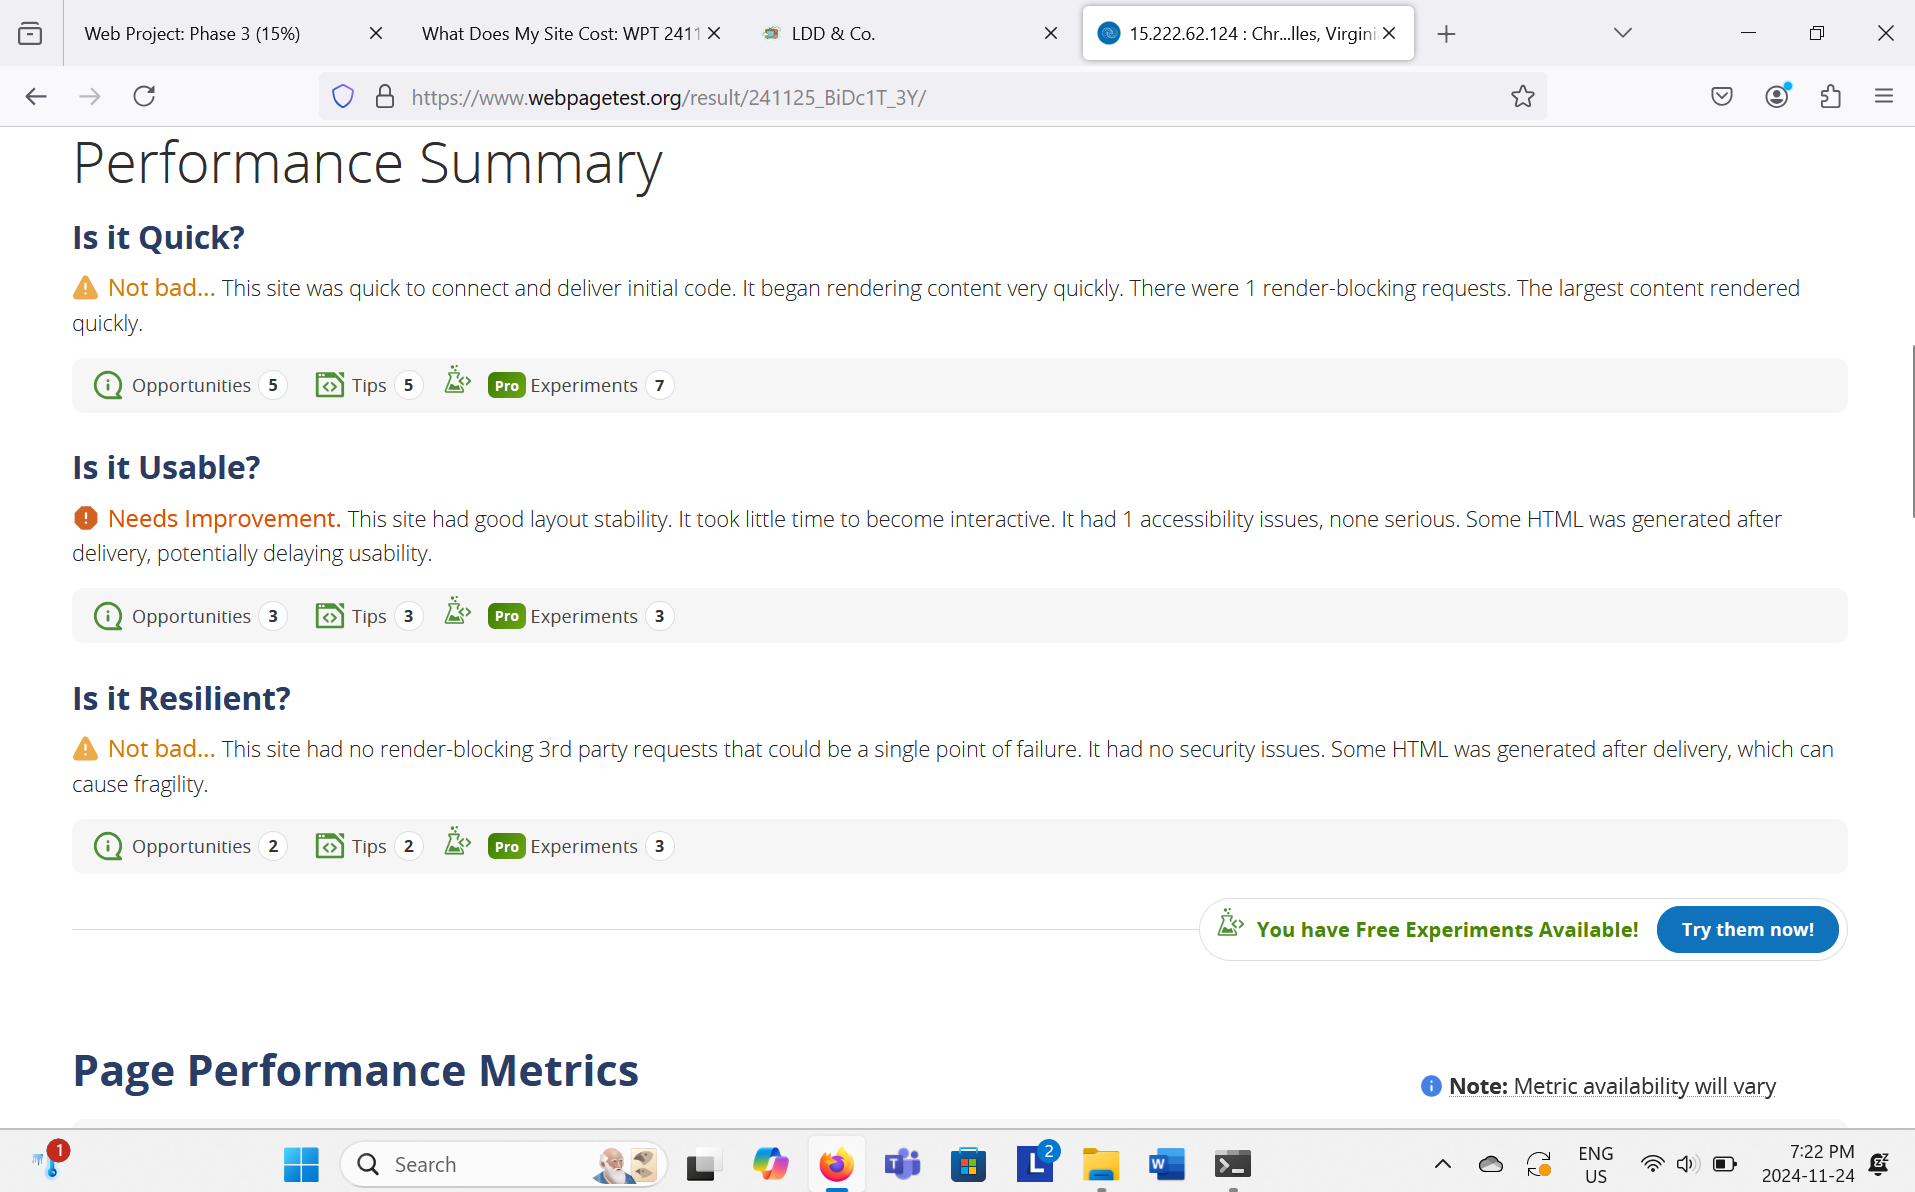 Web Project: Phase 3 (15%)
What Does My Site Cost: WPT 2411
LDD & Co.
15.222.62.124 : Chr...lles, Virgini
https://www.webpagetest.org/result/241125_BiDc1T_3Y/
Performance Summary
Is it Quick?
Not bad... This site was quick to connect and deliver initial code. It began rendering content very quickly. There were 1 render-blocking requests. The largest content rendered
quickly.
Opportunities 5 Tips 5 Pro Experiments 7
Is it Usable?
Needs Improvement. This site had good layout stability. It took little time to become interactive. It had 1 accessibility issues, none serious. Some HTML was generated after
delivery, potentially delaying usability.
Opportunities 3 Tips 3 Pro Experiments 3
Is it Resilient?
Not bad... This site had no render-blocking 3rd party requests that could be a single point of failure. It had no security issues. Some HTML was generated after delivery, which can
cause fragility.
Opportunities 2 Tips 2 Pro Experiments 3
You have Free Experiments Available! Try them now!
Page Performance Metrics
Note: Metric availability will vary
1
Search
2
ENG
US
7:22 PM
2024-11-24